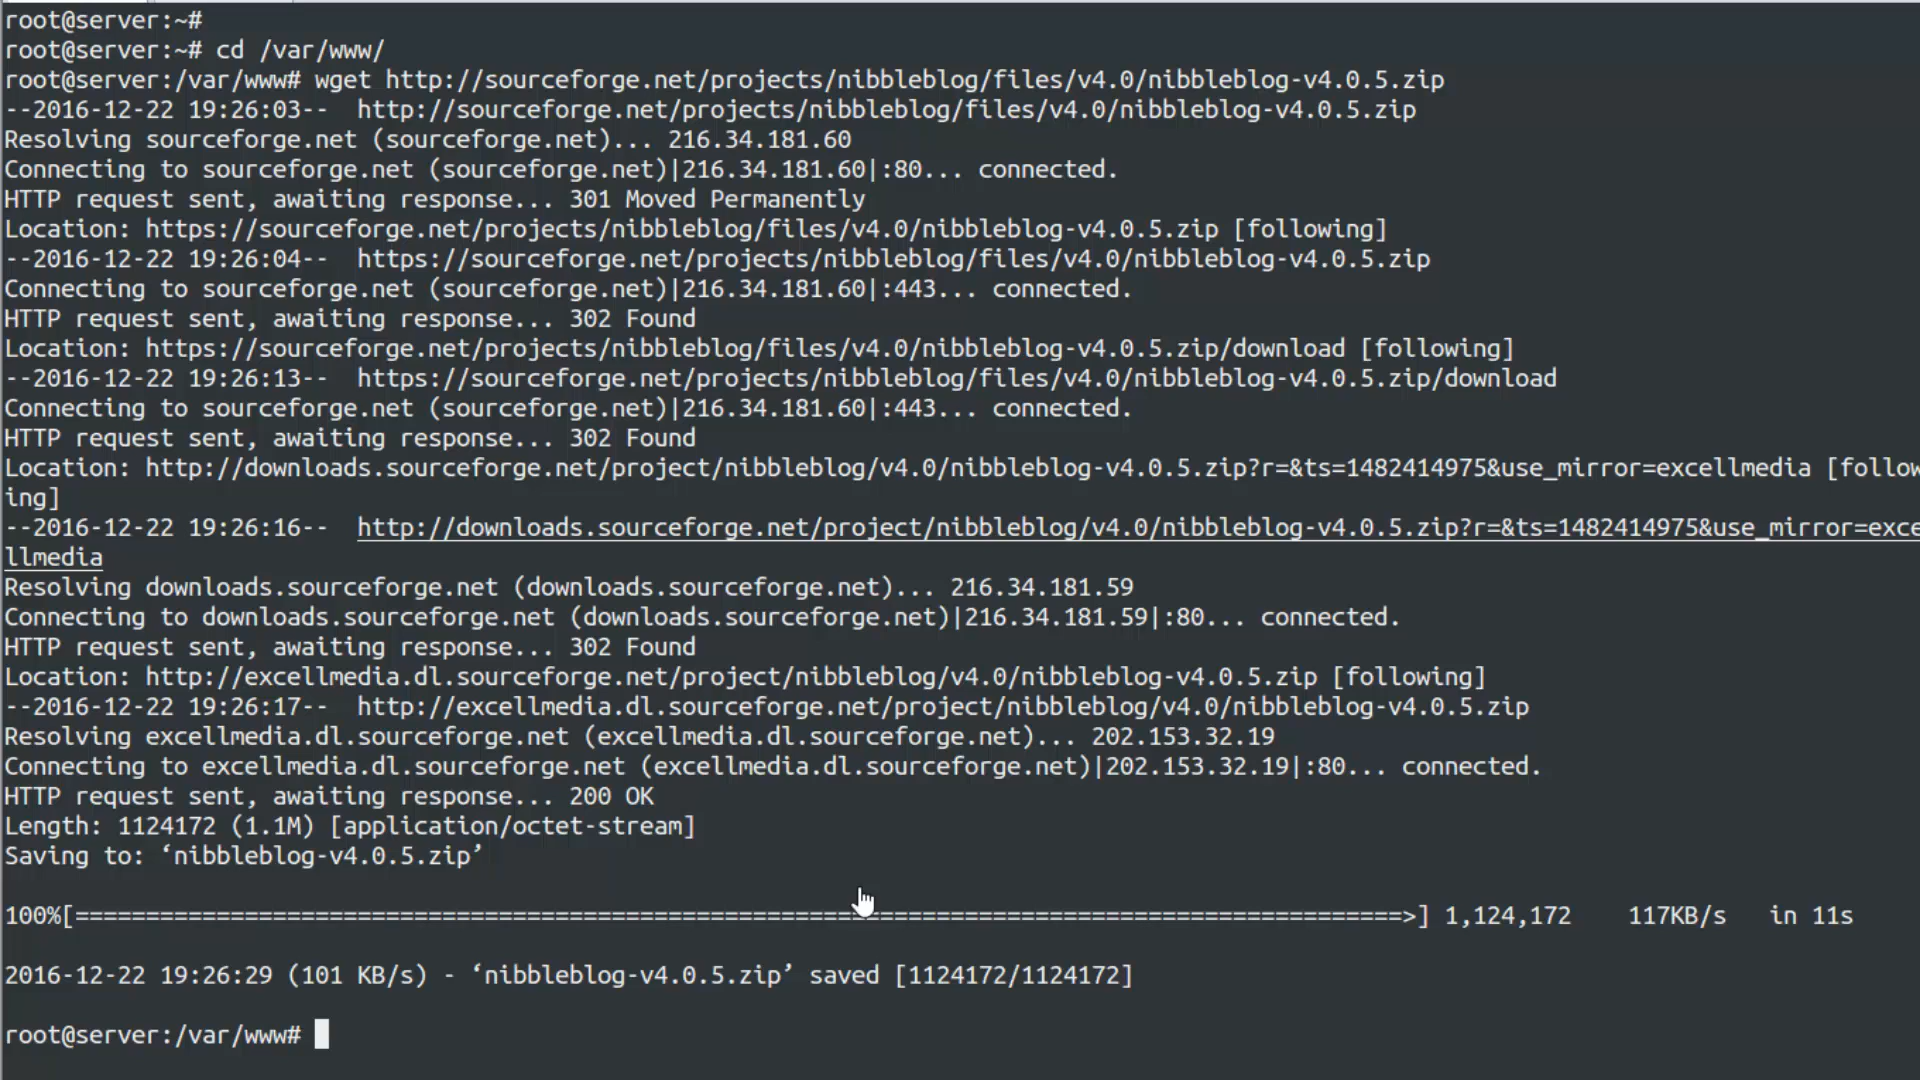 root@server:~#
root@server:~# cd /var/www/
root@server:/var/www# wget http://sourceforge.net/projects/nibbleblog/files/v4.0/nibbleblog-v4.0.5.zip
--2016-12-22 19:26:03--  http://sourceforge.net/projects/nibbleblog/files/v4.0/nibbleblog-v4.0.5.zip
Resolving sourceforge.net (sourceforge.net)... 216.34.181.60
Connecting to sourceforge.net (sourceforge.net)|216.34.181.60|:80... connected.
HTTP request sent, awaiting response... 301 Moved Permanently
Location: https://sourceforge.net/projects/nibbleblog/files/v4.0/nibbleblog-v4.0.5.zip [following]
--2016-12-22 19:26:04--  https://sourceforge.net/projects/nibbleblog/files/v4.0/nibbleblog-v4.0.5.zip
Connecting to sourceforge.net (sourceforge.net)|216.34.181.60|:443... connected.
HTTP request sent, awaiting response... 302 Found
Location: https://sourceforge.net/projects/nibbleblog/files/v4.0/nibbleblog-v4.0.5.zip/download [following]
--2016-12-22 19:26:13--  https://sourceforge.net/projects/nibbleblog/files/v4.0/nibbleblog-v4.0.5.zip/download
Connecting to sourceforge.net (sourceforge.net)|216.34.181.60|:443... connected.
HTTP request sent, awaiting response... 302 Found
Location: http://downloads.sourceforge.net/project/nibbleblog/v4.0/nibbleblog-v4.0.5.zip?r=&ts=1482414975&use_mirror=excellmedia [follow
ing]
--2016-12-22 19:26:16--  http://downloads.sourceforge.net/project/nibbleblog/v4.0/nibbleblog-v4.0.5.zip?r=&ts=1482414975&use_mirror=exce
llmedia
Resolving downloads.sourceforge.net (downloads.sourceforge.net)... 216.34.181.59
Connecting to downloads.sourceforge.net (downloads.sourceforge.net)|216.34.181.59|:80... connected.
HTTP request sent, awaiting response... 302 Found
Location: http://excellmedia.dl.sourceforge.net/project/nibbleblog/v4.0/nibbleblog-v4.0.5.zip [following]
--2016-12-22 19:26:17--  http://excellmedia.dl.sourceforge.net/project/nibbleblog/v4.0/nibbleblog-v4.0.5.zip
Resolving excellmedia.dl.sourceforge.net (excellmedia.dl.sourceforge.net)... 202.153.32.19
Connecting to excellmedia.dl.sourceforge.net (excellmedia.dl.sourceforge.net)|202.153.32.19|:80... connected.
HTTP request sent, awaiting response... 200 OK
Length: 1124172 (1.1M) [application/octet-stream]
Saving to: ‘nibbleblog-v4.0.5.zip’
100%[==============================================================================================>] 1,124,172    117KB/s   in 11s
2016-12-22 19:26:29 (101 KB/s) - ‘nibbleblog-v4.0.5.zip’ saved [1124172/1124172]
root@server:/var/www#